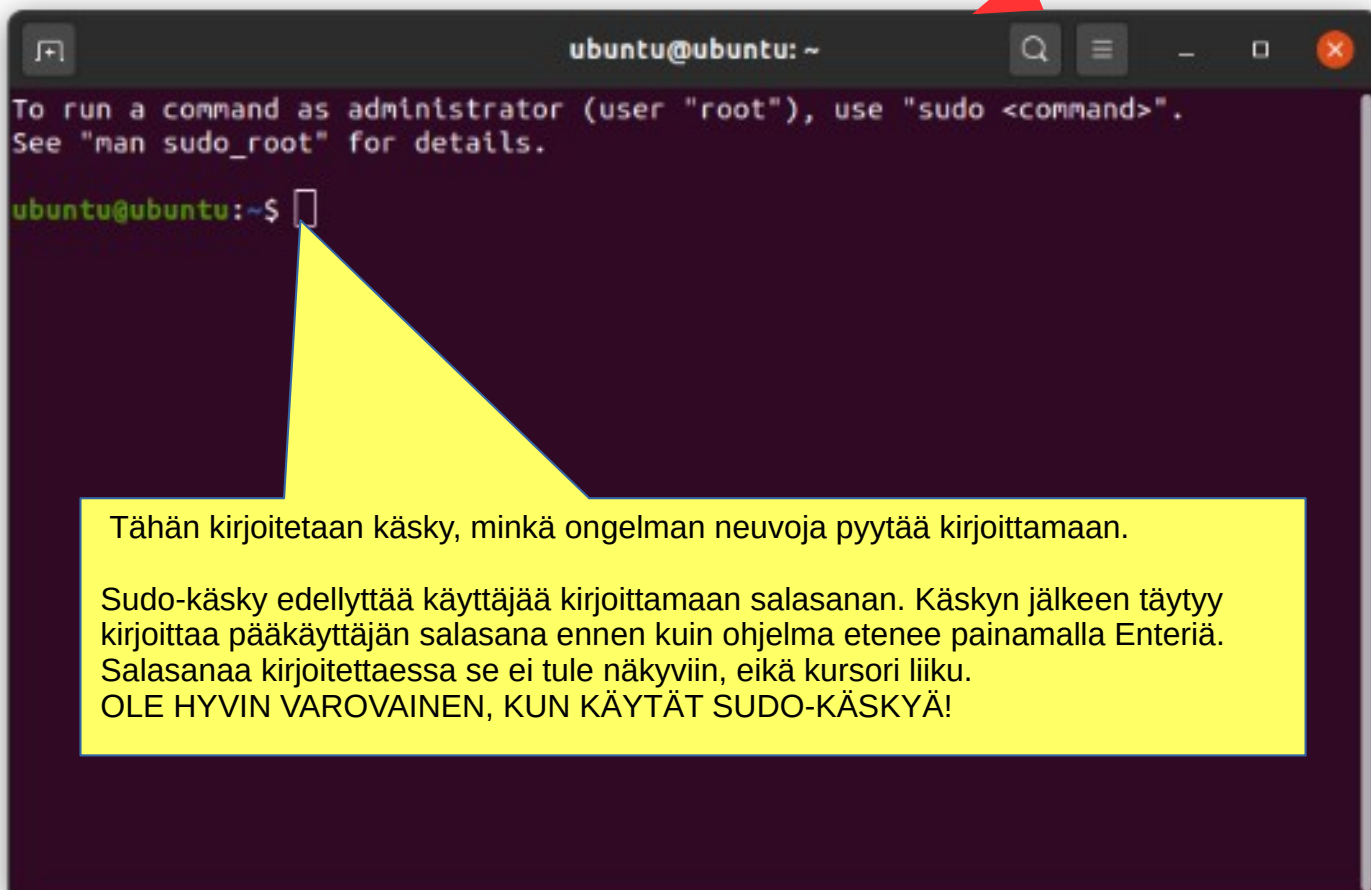 ubuntu@ubuntu: ~
To run a command as administrator (user "root"), use "sudo <command>".
See "man sudo_root" for details.
ubuntu@ubuntu:~$
Tähän kirjoitetaan käsky, minkä ongelman neuvoja pyytää kirjoittamaan.
Sudo-käsky edellyttää käyttäjää kirjoittamaan salasanan. Käskyn jälkeen täytyy
kirjoittaa pääkäyttäjän salasana ennen kuin ohjelma etenee painamalla Enteriä.
Salasanaa kirjoitettaessa se ei tule näkyviin, eikä kursori liiku.
OLE HYVIN VAROVAINEN, KUN KÄYTÄT SUDO-KÄSKYÄ!